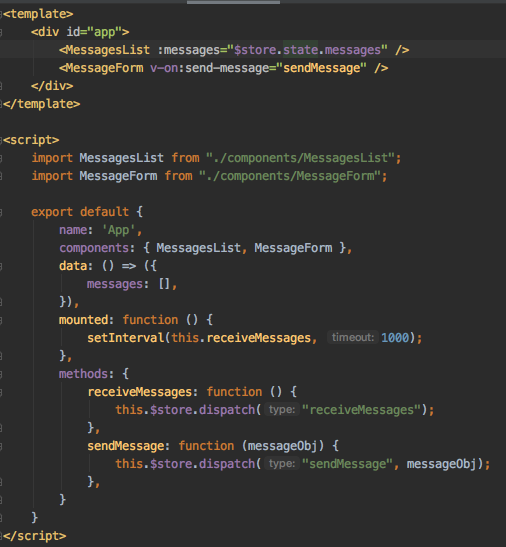 <template>
    <div id="app">
        <MessagesList :messages="$store.state.messages" />
        <MessageForm v-on:send-message="sendMessage" />
    </div>
</template>

<script>
    import MessagesList from "./components/MessagesList";
    import MessageForm from "./components/MessageForm";

    export default {
        name: 'App',
        components: { MessagesList, MessageForm },
        data: () => ({
            messages: [],
        }),
        mounted: function () {
            setInterval(this.receiveMessages, timeout: 1000);
        },
        methods: {
            receiveMessages: function () {
                this.$store.dispatch( type: "receiveMessages");
            },
            sendMessage: function (messageObj) {
                this.$store.dispatch( type: "sendMessage", messageObj);
            },
        }
    }
</script>